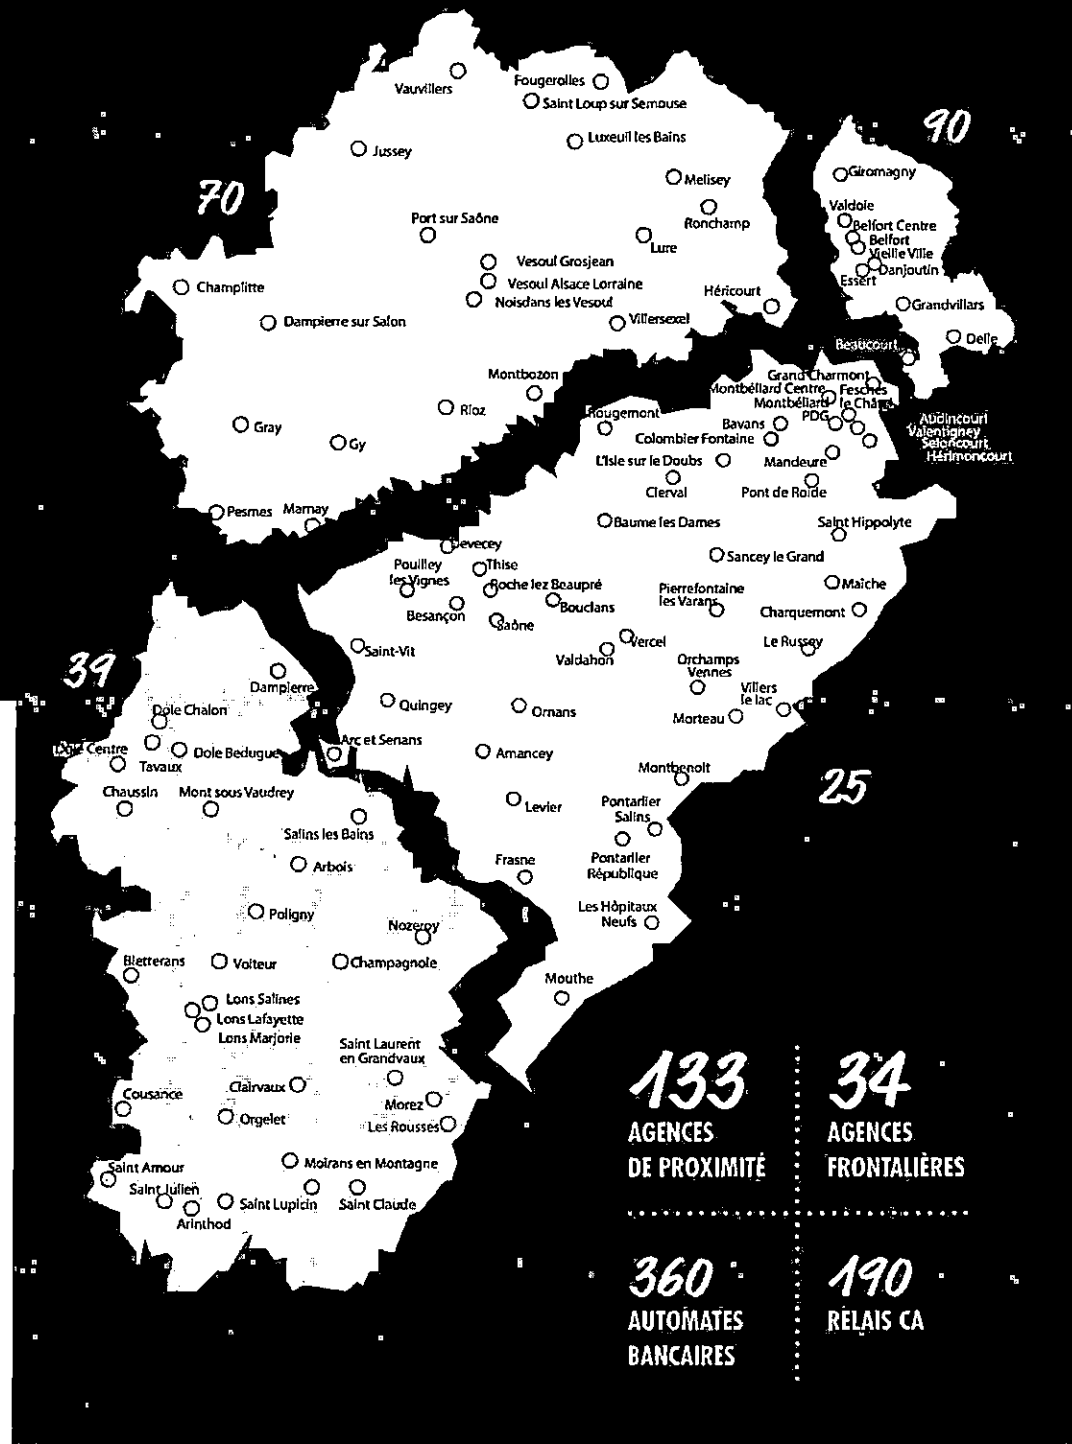 Vauvillers
Fougerolles
Saint Loup sur Semouse
Luxeuil les Bains
Jussey
Melisey
70
Port sur Saône
Ronchamp
Lure
Vesoul Grosjean
Vesoul Alsace Lorraine
Noisdans les Vesoul
Champlitte
Héricourt
Dampierre sur Salon
Villersexel
Montbozon
Rioz
Gray
Gy
Pesmes
Marnay
90
Giromagny
Valdoie
Belfort Centre
Belfort
Vieille Ville
Danjoutin
Essert
Grandvillars
Delle
Beaucourt
Grand Charmont
Montbéliard Centre
Fesches
le Châtel
Montbéliard
PDG
Rougemont
Bavans
Audincourt
Valentigney
Seloncourt
Hérimoncourt
Colombier Fontaine
L'Isle sur le Doubs
Mandeure
Clerval
Pont de Roide
Baume les Dames
Saint Hippolyte
Devecey
Sancey le Grand
Pouilley
les Vignes
Thise
Roche lez Beaupré
Maîche
Pierrefontaine
les Varans
Bouclans
Besançon
Charquemont
Saône
Saint-Vit
Vercel
Valdahon
Le Russey
Orchamps
Vennes
Villers
le lac
Quingey
Ornans
Morteau
Arc et Senans
Amancey
Montbenoit
25
Levier
Pontarlier
Salins
Pontarlier
République
Frasne
Les Hôpitaux
Neufs
Mouthe
39
Dampierre
Dole Chalon
Dole Centre
Dole Bedugue
Tavaux
Chaussin
Mont sous Vaudrey
Salins les Bains
Arbois
Poligny
Nozeroy
Bletterans
Voiteur
Champagnole
Lons Salines
Lons Lafayette
Lons Marjorie
Saint Laurent
en Grandvaux
Clairvaux
Cousance
Orgelet
Morez
Les Rousses
Moirans en Montagne
Saint Amour
Saint Julien
Saint Lupicin
Saint Claude
Arinthod
133
AGENCES
DE PROXIMITÉ
34
AGENCES
FRONTALIÈRES
360
AUTOMATES
BANCAIRES
190
RELAIS CA